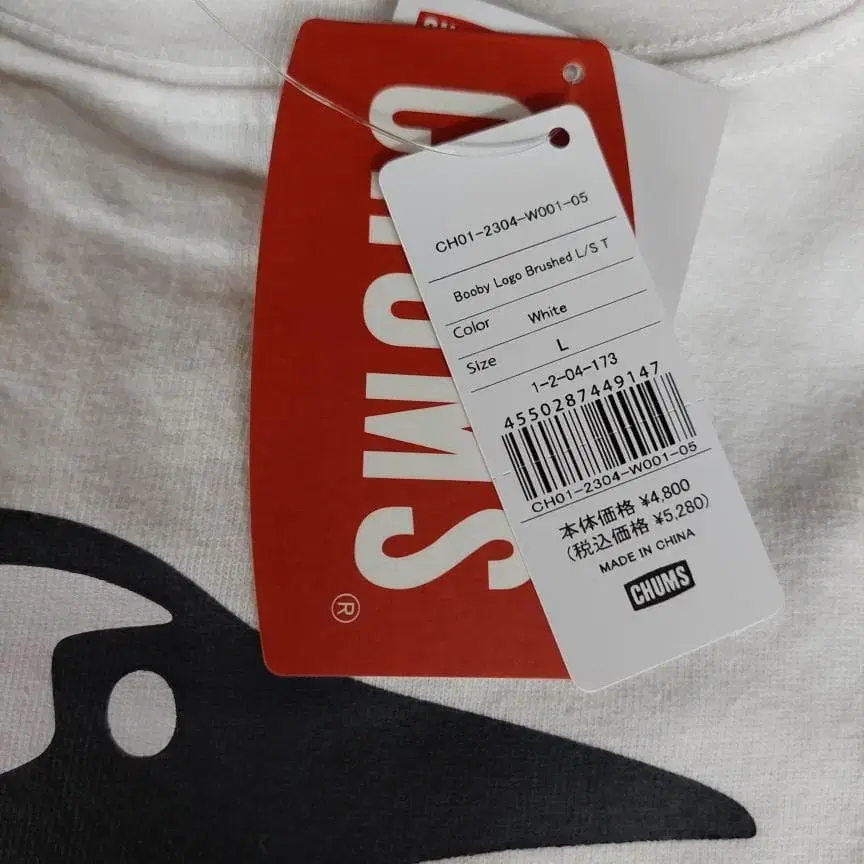 CHUMS
®
CH01-2304-W001-05
Booby Logo Brushed L/S T
Color White
Size L
1-2-04-173
4550287449147
CH01-2304-W001-05
本体価格 ¥4,800
(税込価格 ¥5,280)
MADE IN CHINA
CHUMS